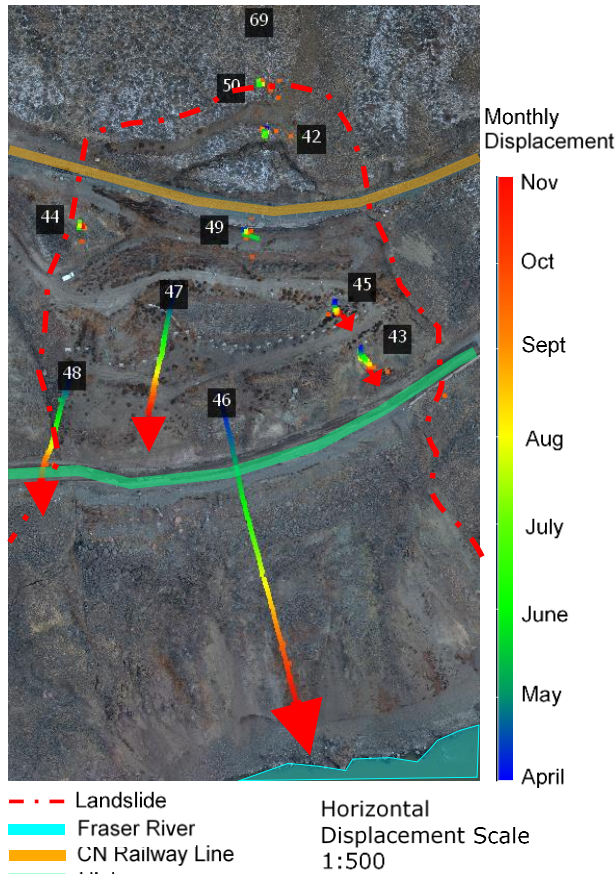 69
50
42
44
49
47
45
43
48
46
Monthly
Displacement
Nov
Oct
Sept
Aug
July
June
May
April
Landslide
Fraser River
CN Railway Line
Horizontal
Displacement Scale
1:500